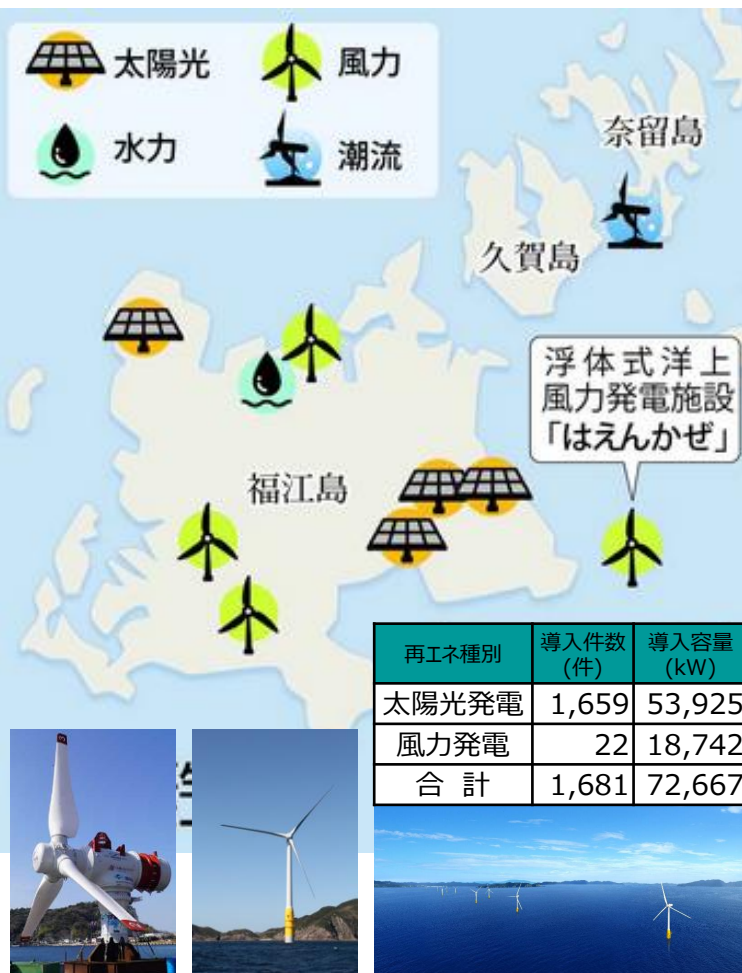 太陽光
風力
水力
潮流
奈留島
久賀島
浮体式洋上
風力発電施設
「はえんかぜ」
福江島
再エネ種別 導入件数(件) 導入容量(kW)
太陽光発電 1,659 53,925
風力発電 22 18,742
合 計 1,681 72,667